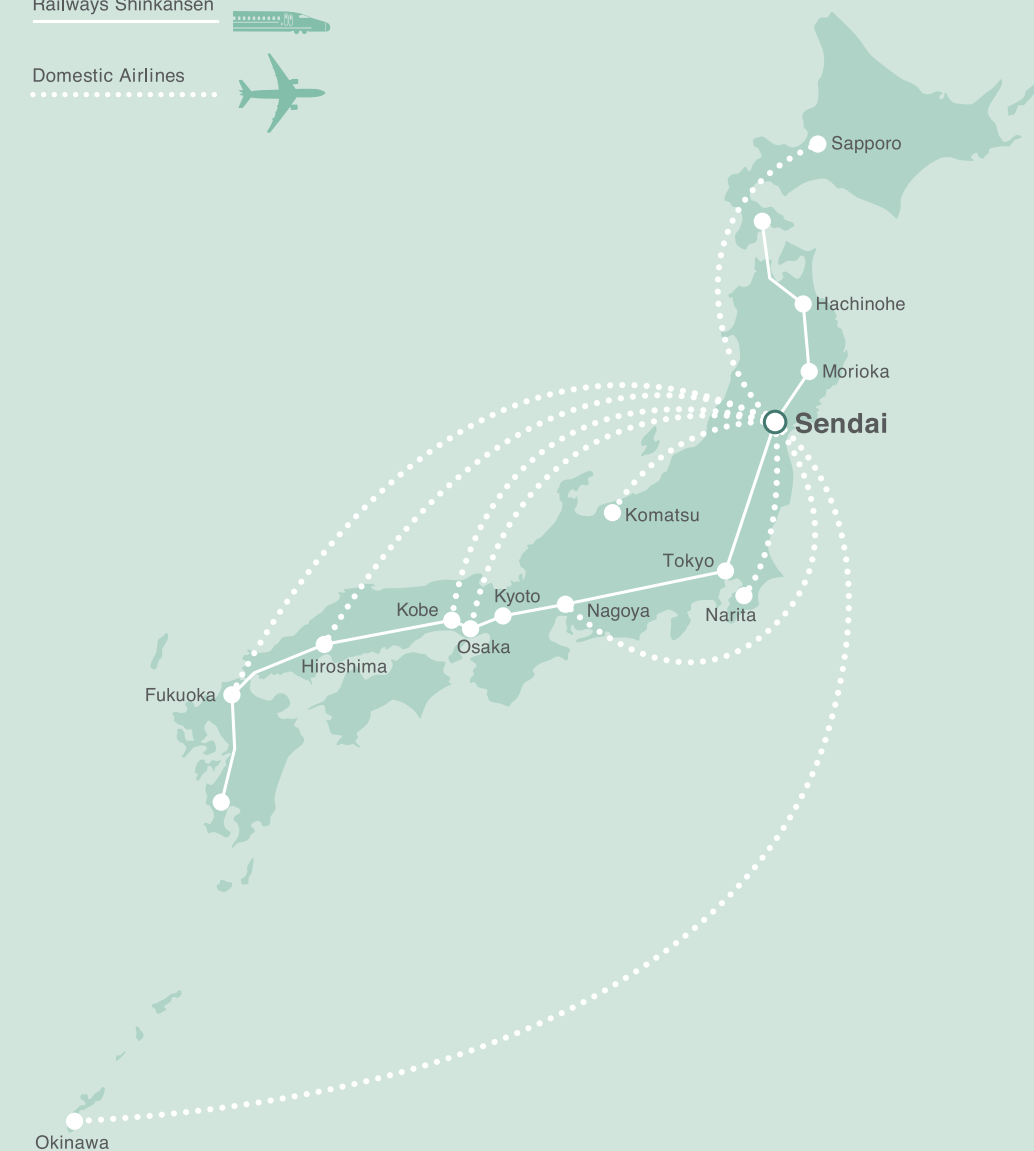 Railways Shinkansen
Domestic Airlines
Sapporo
Hachinohe
Morioka
Sendai
Komatsu
Tokyo
Kyoto
Kobe
Nagoya
Narita
Osaka
Hiroshima
Fukuoka
Okinawa